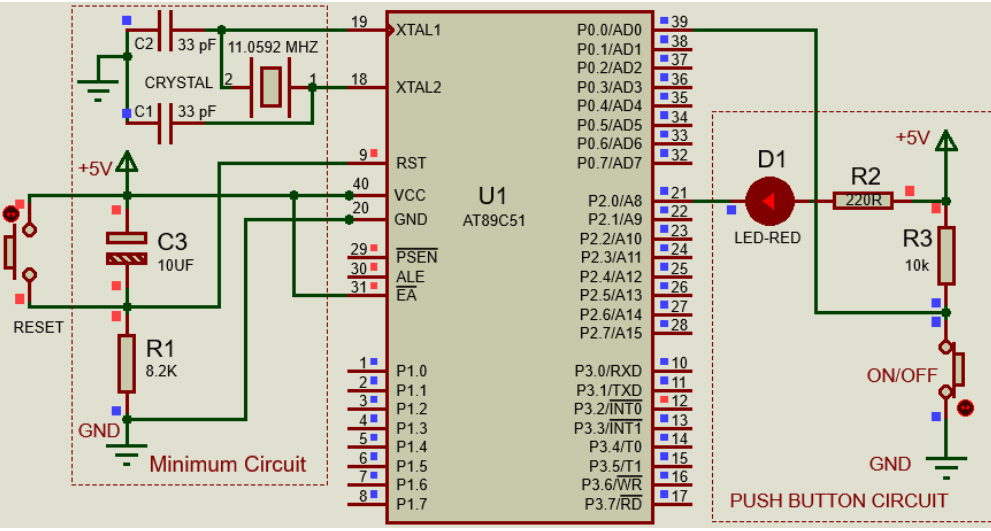 C2
33 pF
11.0592 MHZ
CRYSTAL
2
1
C1
33 pF
+5V
RESET
C3
10UF
R1
8.2K
GND
Minimum Circuit
19 XTAL1
18 XTAL2
9 RST
40 VCC
20 GND
29 PSEN
30 ALE
31 EA
1 P1.0
2 P1.1
3 P1.2
4 P1.3
5 P1.4
6 P1.5
7 P1.6
8 P1.7
U1
AT89C51
P0.0/AD0 39
P0.1/AD1 38
P0.2/AD2 37
P0.3/AD3 36
P0.4/AD4 35
P0.5/AD5 34
P0.6/AD6 33
P0.7/AD7 32
P2.0/A8 21
P2.1/A9 22
P2.2/A10 23
P2.3/A11 24
P2.4/A12 25
P2.5/A13 26
P2.6/A14 27
P2.7/A15 28
P3.0/RXD 10
P3.1/TXD 11
P3.2/INT0 12
P3.3/INT1 13
P3.4/T0 14
P3.5/T1 15
P3.6/WR 16
P3.7/RD 17
D1
LED-RED
R2
220R
+5V
R3
10k
ON/OFF
GND
PUSH BUTTON CIRCUIT